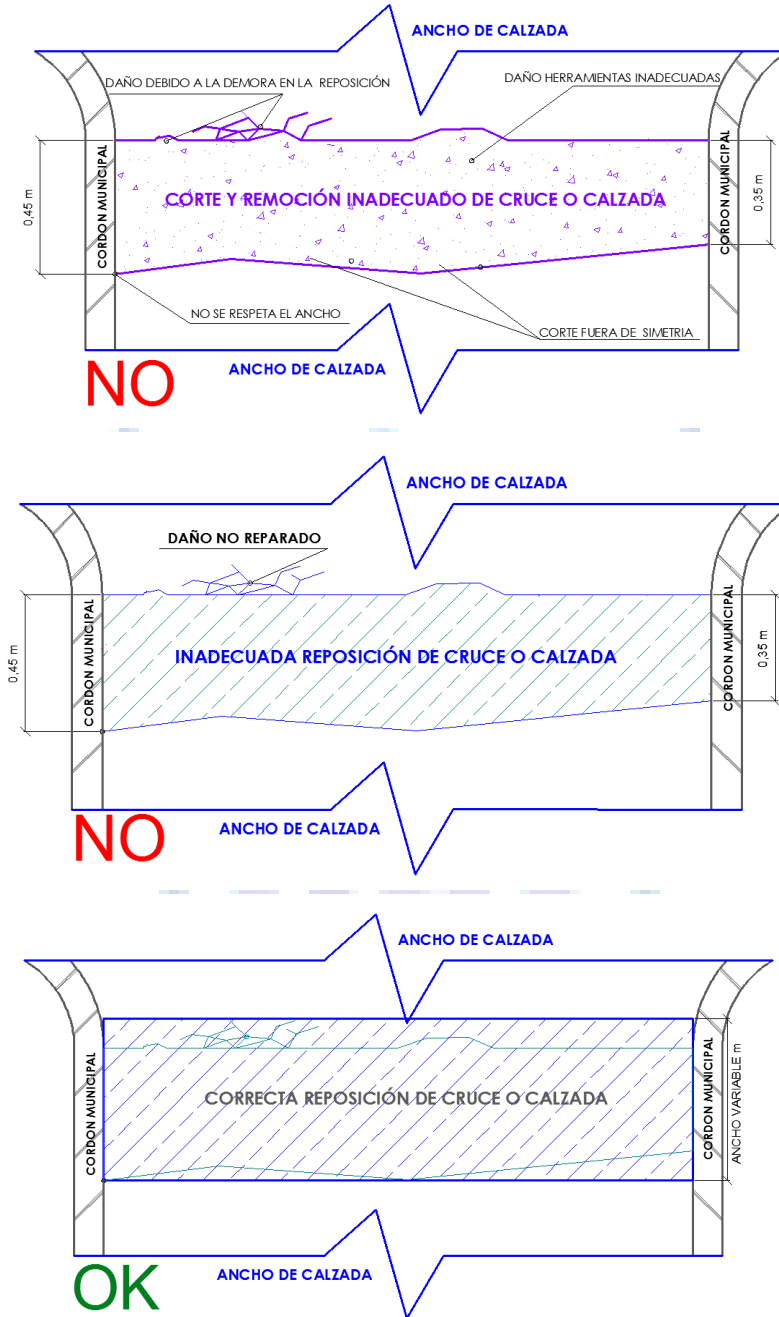 ANCHO DE CALZADA
DAÑO DEBIDO A LA DEMORA EN LA REPOSICIÓN
DAÑO HERRAMIENTAS INADECUADAS
0,45 m
CORDON MUNICIPAL
CORTE Y REMOCIÓN INADECUADO DE CRUCE O CALZADA
CORDON MUNICIPAL
0,35 m
NO SE RESPETA EL ANCHO
CORTE FUERA DE SIMETRIA
ANCHO DE CALZADA
NO
ANCHO DE CALZADA
DAÑO NO REPARADO
0,45 m
CORDON MUNICIPAL
INADECUADA REPOSICIÓN DE CRUCE O CALZADA
CORDON MUNICIPAL
0,35 m
ANCHO DE CALZADA
NO
ANCHO DE CALZADA
CORDON MUNICIPAL
CORRECTA REPOSICIÓN DE CRUCE O CALZADA
CORDON MUNICIPAL
ANCHO VARIABLE m
ANCHO DE CALZADA
OK